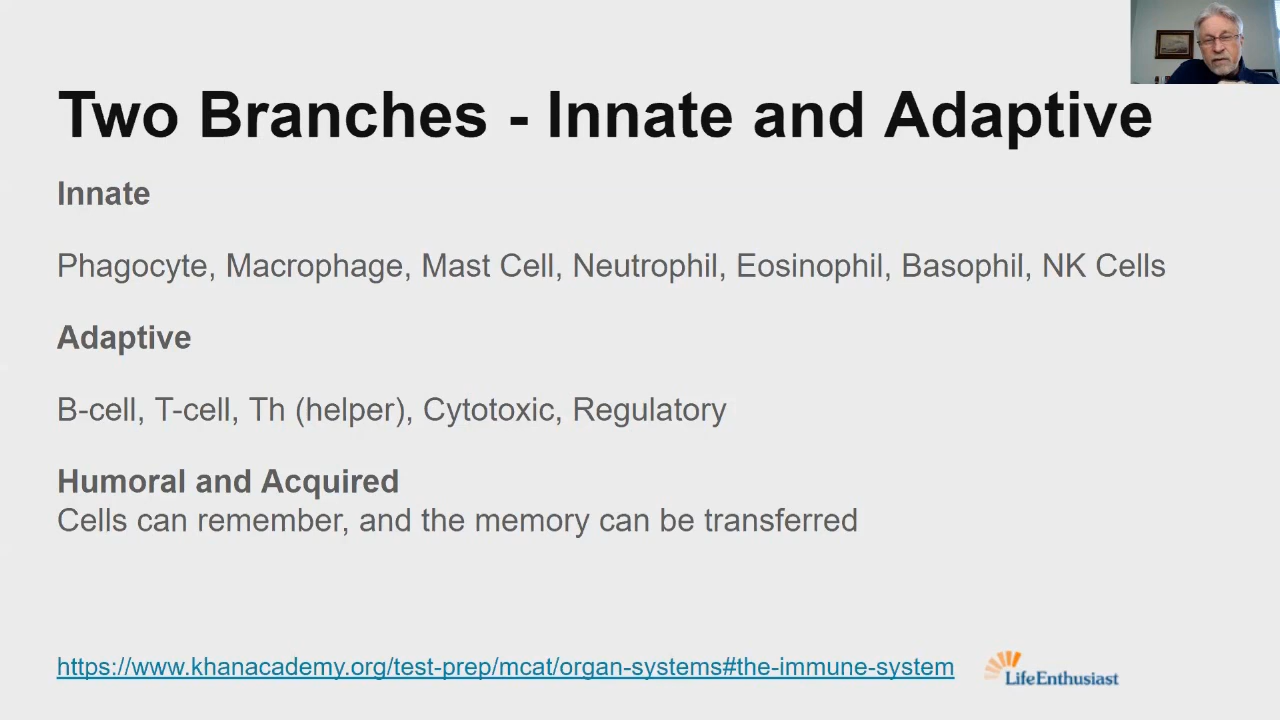 Two Branches - Innate and Adaptive
Innate
Phagocyte, Macrophage, Mast Cell, Neutrophil, Eosinophil, Basophil, NK Cells
Adaptive
B-cell, T-cell, Th (helper), Cytotoxic, Regulatory
Humoral and Acquired
Cells can remember, and the memory can be transferred
https://www.khanacademy.org/test-prep/mcat/organ-systems#the-immune-system
LifeEnthusiast